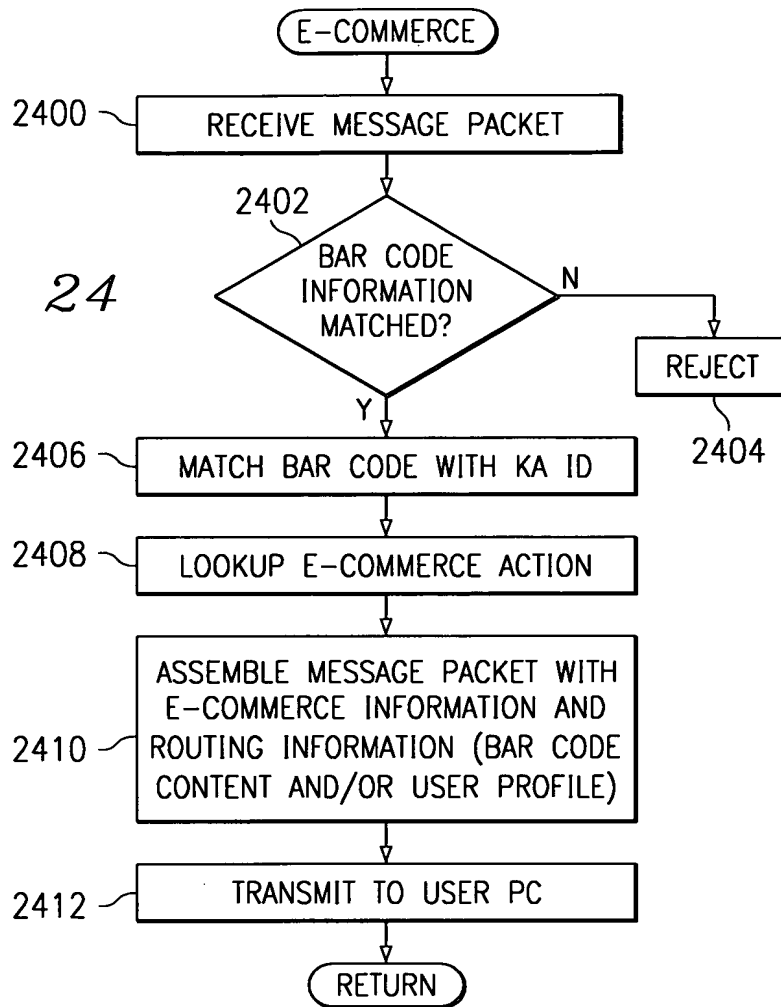 E-COMMERCE
2400
RECEIVE MESSAGE PACKET
2402
BAR CODE
INFORMATION
MATCHED?
24
N
REJECT
2404
Y
2406
MATCH BAR CODE WITH KA ID
2408
LOOKUP E-COMMERCE ACTION
ASSEMBLE MESSAGE PACKET WITH
E-COMMERCE INFORMATION AND
2410
ROUTING INFORMATION (BAR CODE
CONTENT AND/OR USER PROFILE)
2412
TRANSMIT TO USER PC
RETURN